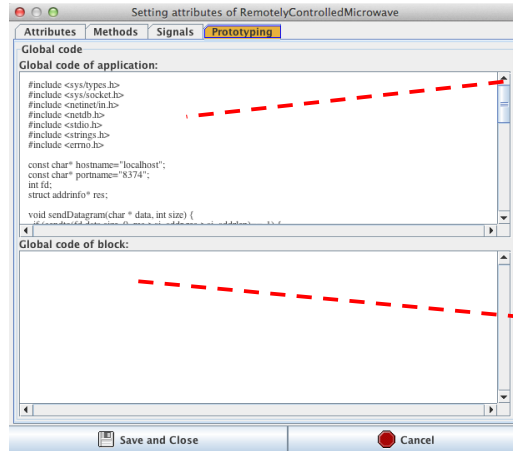 Setting attributes of RemotelyControlledMicrowave
Attributes Methods Signals Prototyping
Global code
Global code of application:
#include <sys/types.h>
#include <sys/socket.h>
#include <netinet/in.h>
#include <netdb.h>
#include <stdio.h>
#include <strings.h>
#include <errno.h>
const char* hostname="localhost";
const char* portname="8374";
int fd;
struct addrinfo* res;
void sendDatagram(char * data, int size) {
Global code of block:
Save and Close Cancel